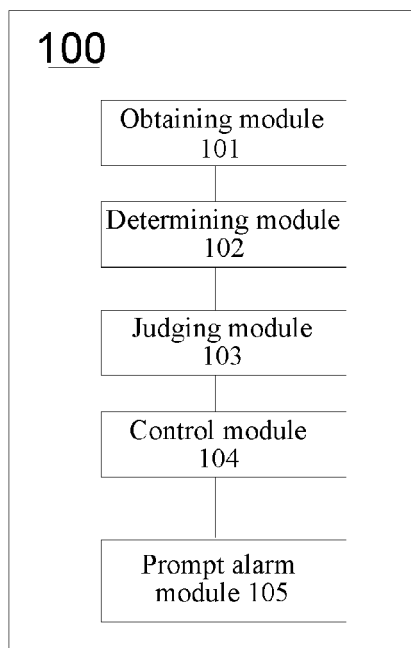 100
Obtaining module
101
Determining module
102
Judging module
103
Control module
104
Prompt alarm
module 105